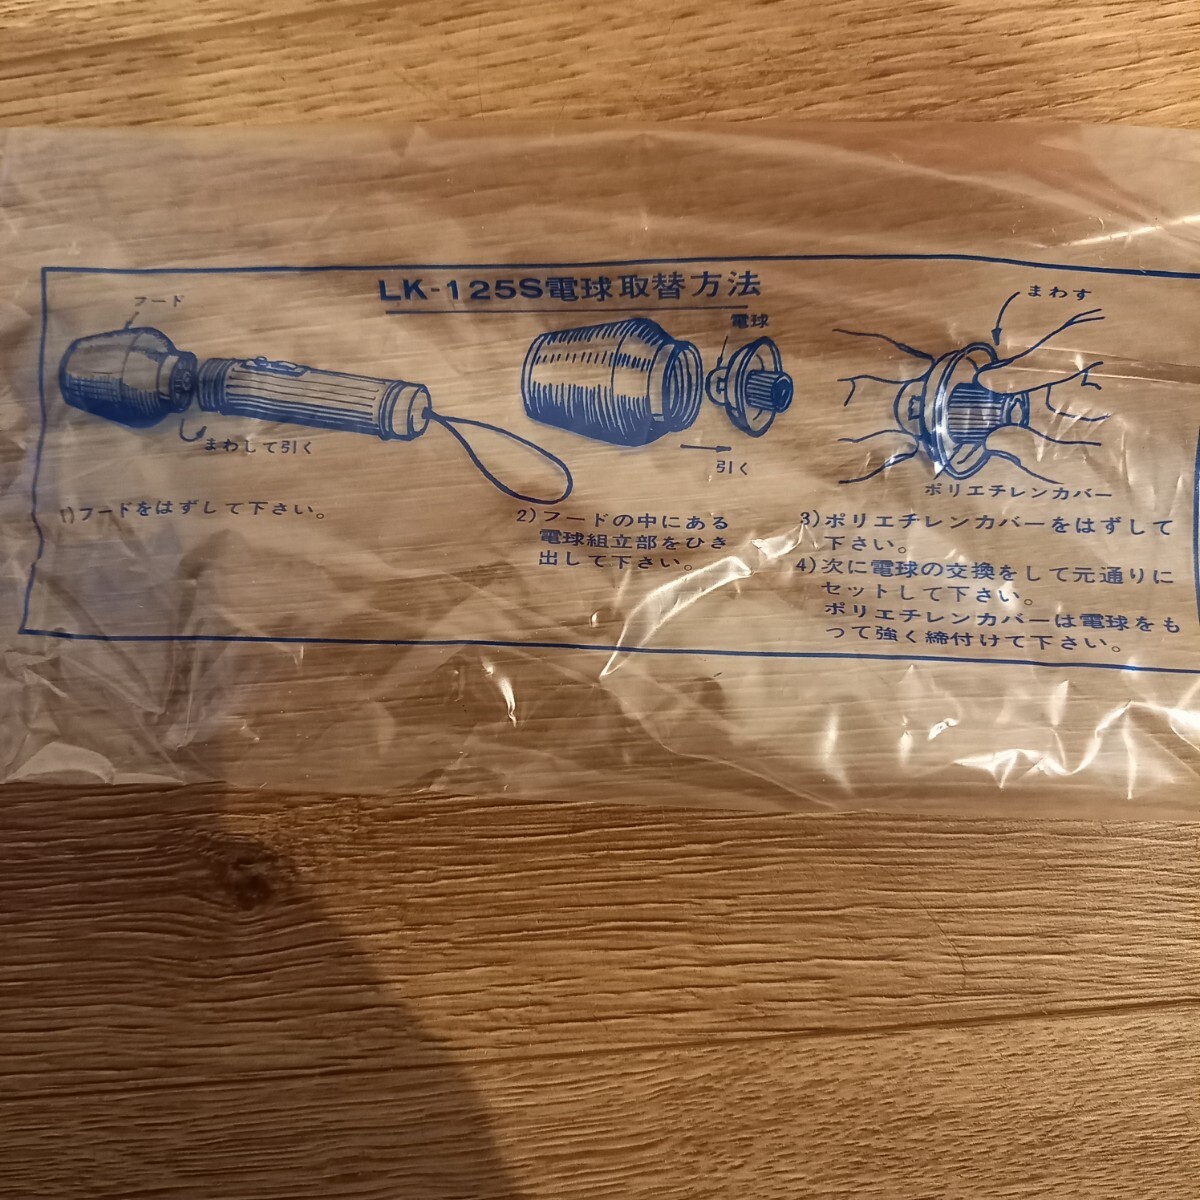 LK-125S電球取替方法
フード
まわして引く
1)フードをはずして下さい。
電球
引く
2)フードの中にある
電球組立部をひき
出して下さい。
まわす
ポリエチレンカバー
3)ポリエチレンカバーをはずして
下さい。
4)次に電球の交換をして元通りに
セットして下さい。
ポリエチレンカバーは電球をも
って強く締付けて下さい。